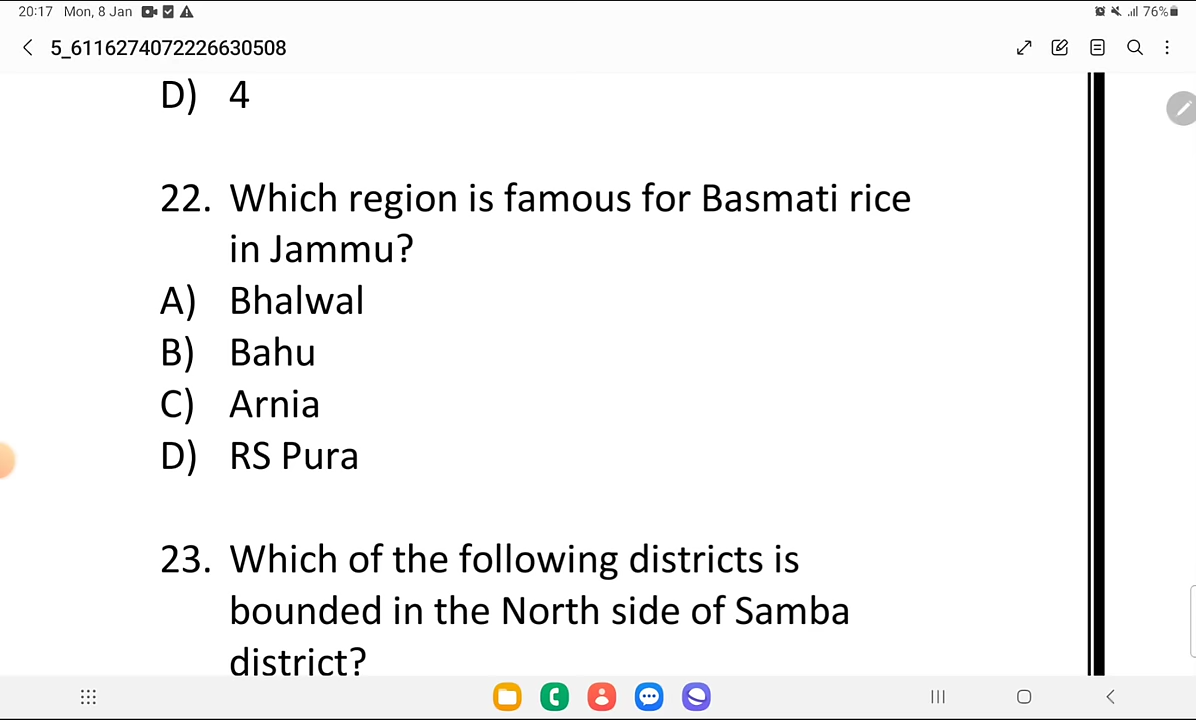 20:17 Mon, 8 Jan 76%
5_6116274072226630508
D) 4
22. Which region is famous for Basmati rice
in Jammu?
A) Bhalwal
B) Bahu
C) Arnia
D) RS Pura
23. Which of the following districts is
bounded in the North side of Samba
district?